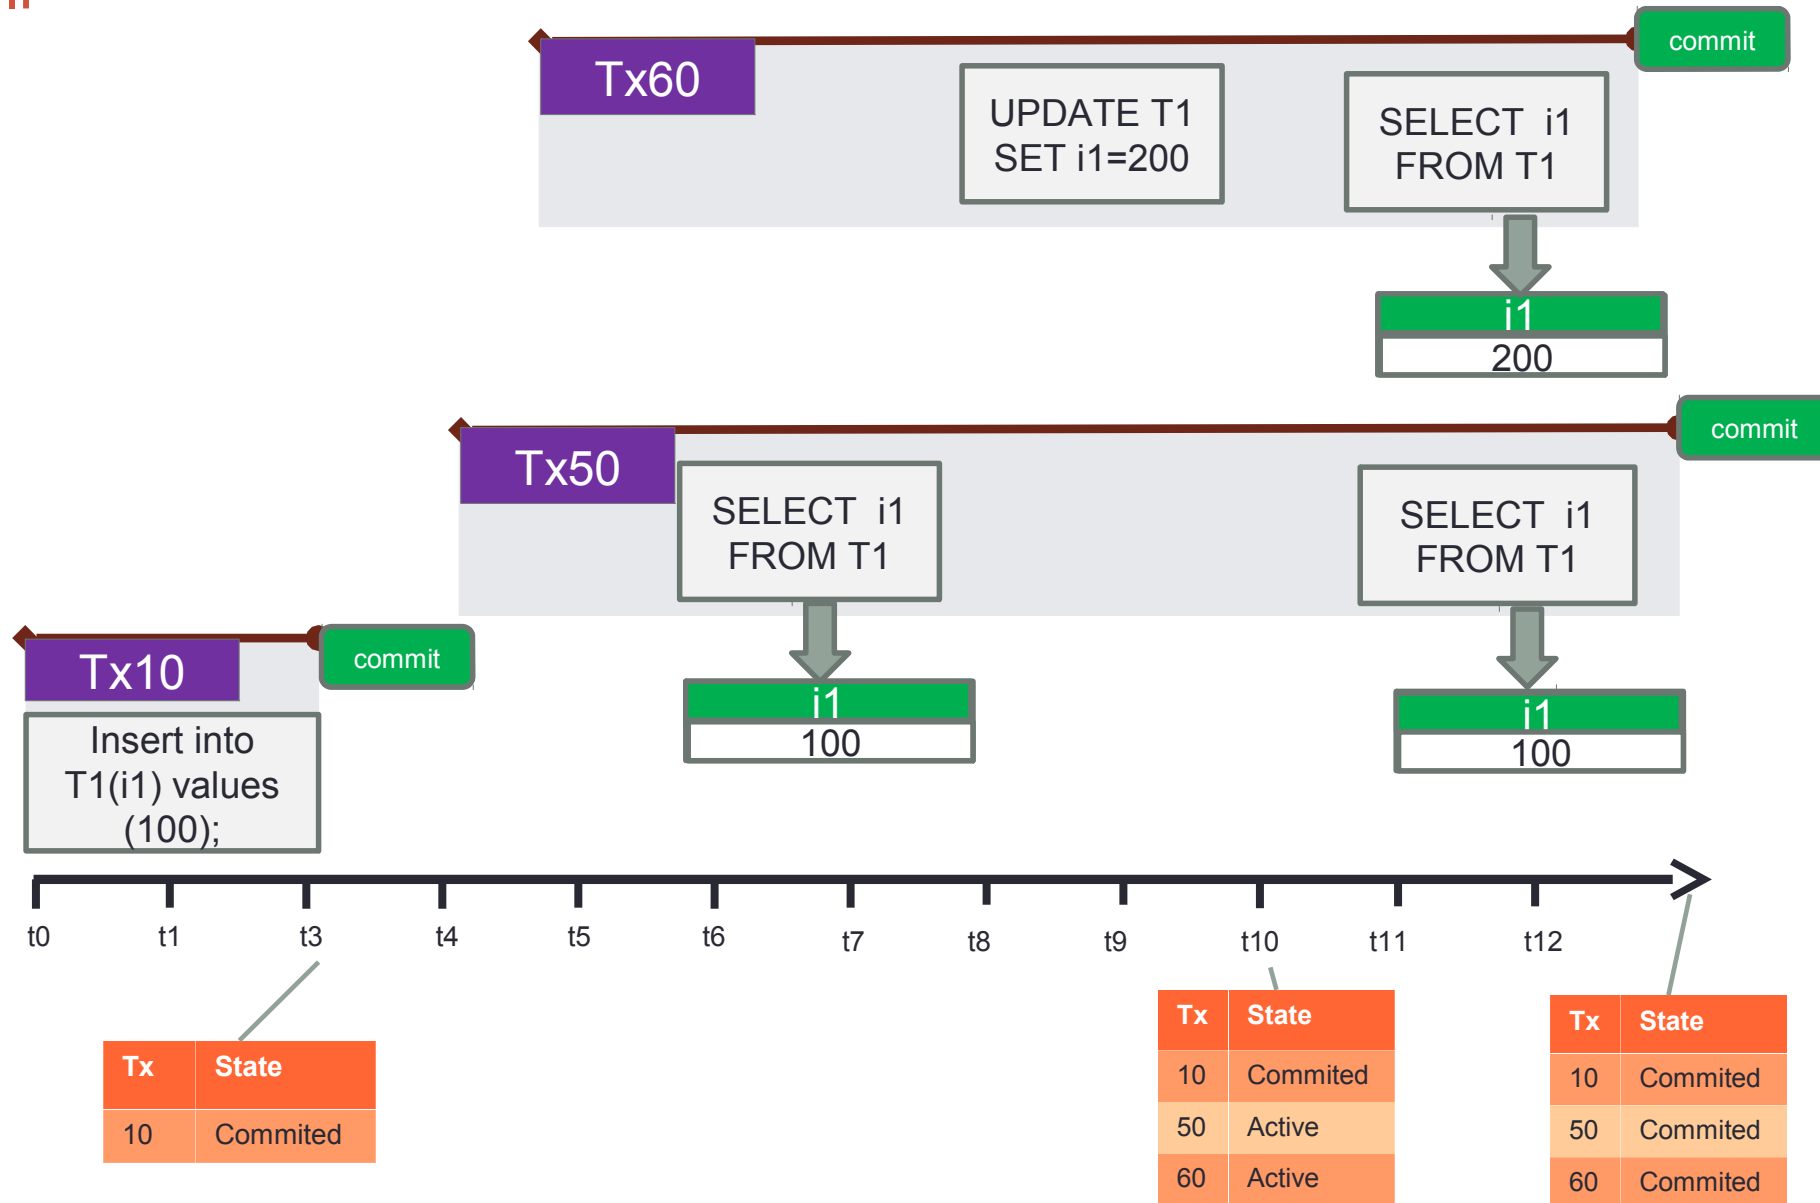 Tx60
commit
UPDATE T1
SET i1=200
SELECT i1
FROM T1
i1
200
Tx50
commit
SELECT i1
FROM T1
i1
100
SELECT i1
FROM T1
i1
100
Tx10
commit
Insert into
T1(i1) values
(100);
t0 t1 t3 t4 t5 t6 t7 t8 t9 t10 t11 t12
Tx State
10 Commited
Tx State
10 Commited
50 Active
60 Active
Tx State
10 Commited
50 Commited
60 Commited